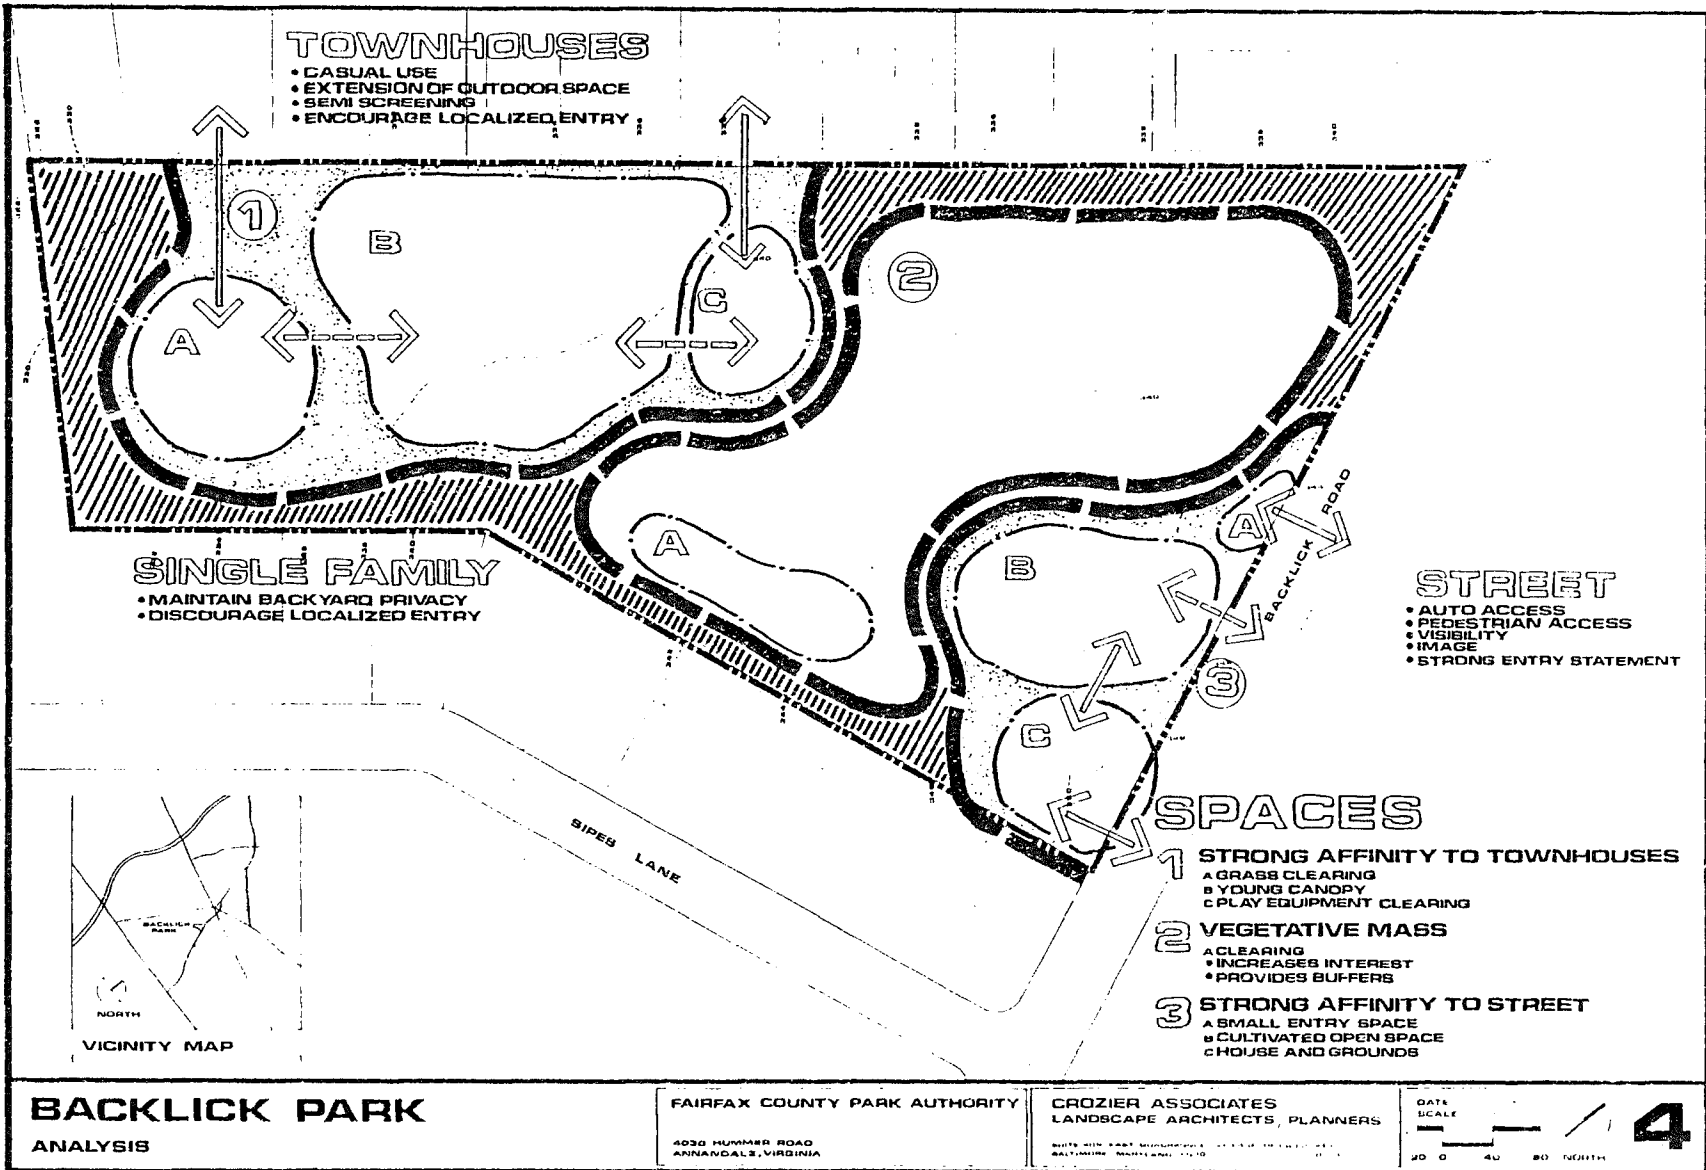 TOWNHOUSES
• CASUAL USE
• EXTENSION OF OUTDOOR SPACE
• SEMI SCREENING
• ENCOURAGE LOCALIZED ENTRY
1
B
2
C
A
340
A
A
B
ROAD
BACKLICK
SINGLE FAMILY
• MAINTAIN BACKYARD PRIVACY
• DISCOURAGE LOCALIZED ENTRY
STREET
• AUTO ACCESS
• PEDESTRIAN ACCESS
• VISIBILITY
• IMAGE
• STRONG ENTRY STATEMENT
3
C
SIPES LANE
SPACES
1 STRONG AFFINITY TO TOWNHOUSES
A GRASS CLEARING
B YOUNG CANOPY
C PLAY EQUIPMENT CLEARING
2 VEGETATIVE MASS
A CLEARING
• INCREASES INTEREST
• PROVIDES BUFFERS
3 STRONG AFFINITY TO STREET
A SMALL ENTRY SPACE
B CULTIVATED OPEN SPACE
C HOUSE AND GROUNDS
BACKLICK PARK
NORTH
VICINITY MAP
BACKLICK PARK
ANALYSIS
FAIRFAX COUNTY PARK AUTHORITY
4030 HUMMER ROAD
ANNANDALE, VIRGINIA
CROZIER ASSOCIATES
LANDSCAPE ARCHITECTS, PLANNERS
BALTIMORE MARYLAND
DATE
SCALE
20 0 40 80 NORTH
4